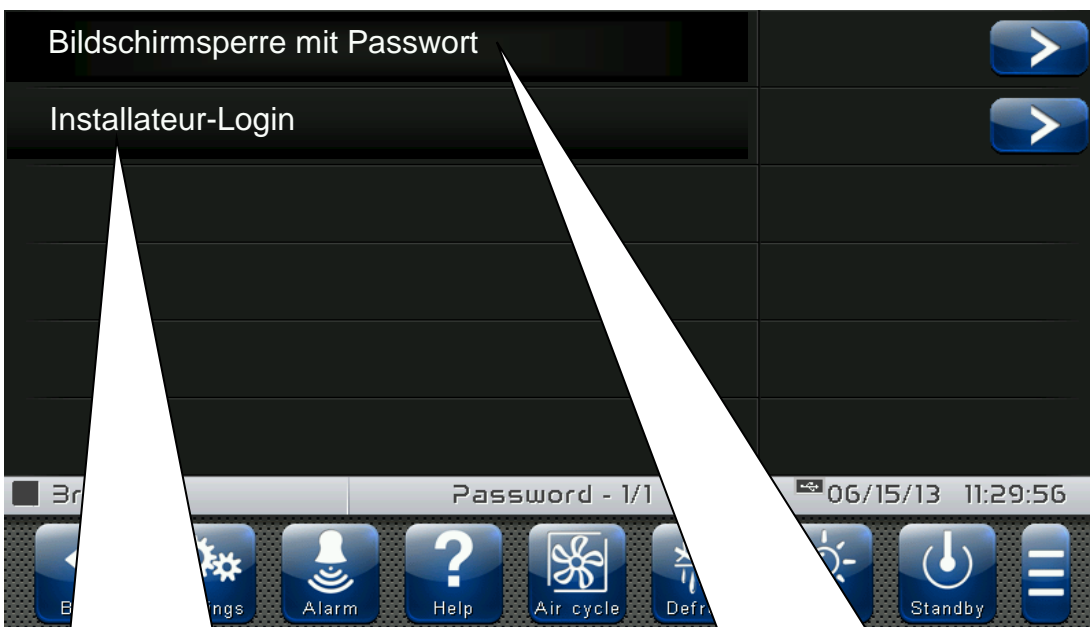 Bildschirmsperre mit Passwort
Installateur-Login
Password - 1/1
06/15/13 11:29:56
Alarm
Help
Air cycle
Standby